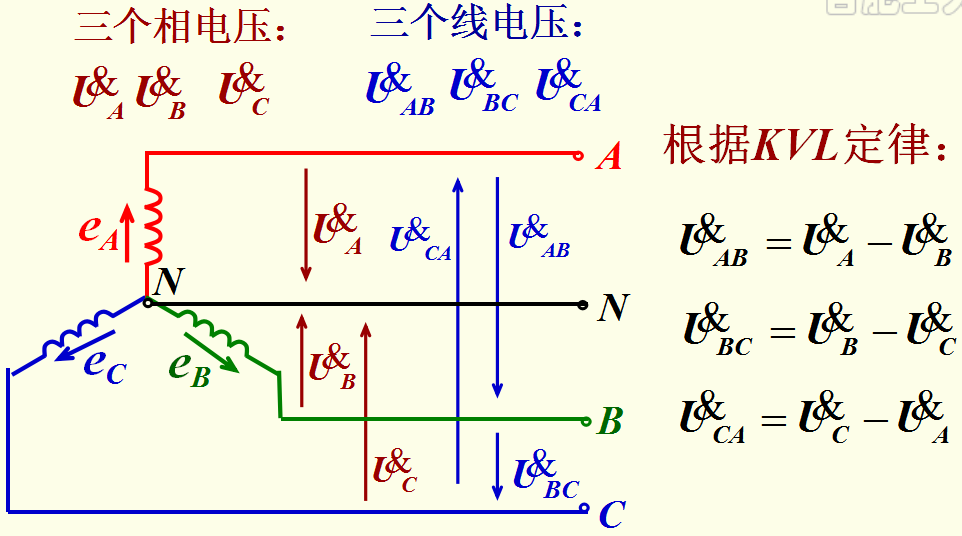 三个相电压：
三个线电压：
U&A U&B U&C
U&AB U&BC U&CA
根据KVL定律：
A
eA
U&A
U&CA
U&AB
U&AB = U&A − U&B
N
N
U&BC = U&B − U&C
eC
eB
U&B
B
U&CA = U&C − U&A
U&C
U&BC
C